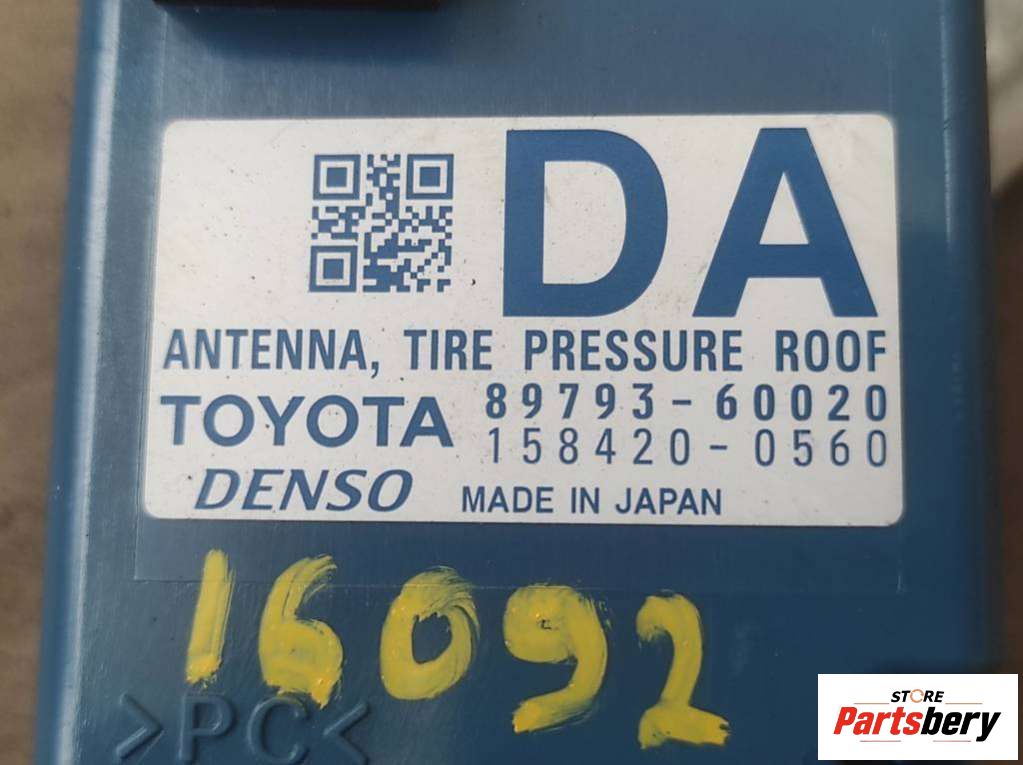 DA
ANTENNA, TIRE PRESSURE ROOF
TOYOTA 89793-60020
158420-0560
DENSO MADE IN JAPAN
16092
>PC<
STORE
Partsbery